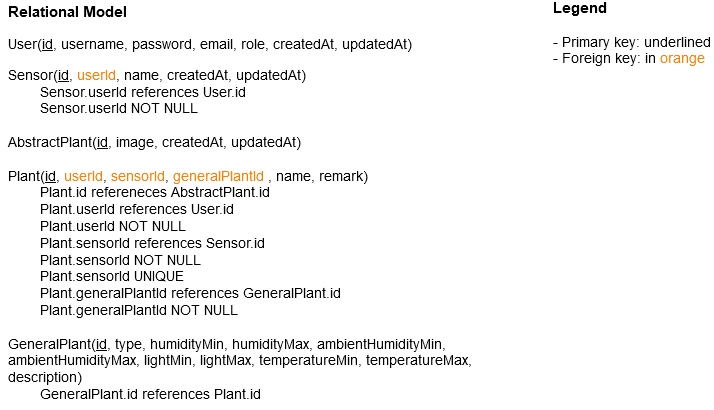 Relational Model
User(id, username, password, email, role, createdAt, updatedAt)
Sensor(id, userId, name, createdAt, updatedAt)
Sensor.userId references User.id
Sensor.userId NOT NULL
AbstractPlant(id, image, createdAt, updatedAt)
Plant(id, userId, sensorId, generalPlantId , name, remark)
Plant.id refereneces AbstractPlant.id
Plant.userId references User.id
Plant.userId NOT NULL
Plant.sensorId references Sensor.id
Plant.sensorId NOT NULL
Plant.sensorId UNIQUE
Plant.generalPlantId references GeneralPlant.id
Plant.generalPlantId NOT NULL
GeneralPlant(id, type, humidityMin, humidityMax, ambientHumidityMin,
ambientHumidityMax, lightMin, lightMax, temperatureMin, temperatureMax,
description)
GeneralPlant.id references Plant.id
Legend
- Primary key: underlined
- Foreign key: in orange